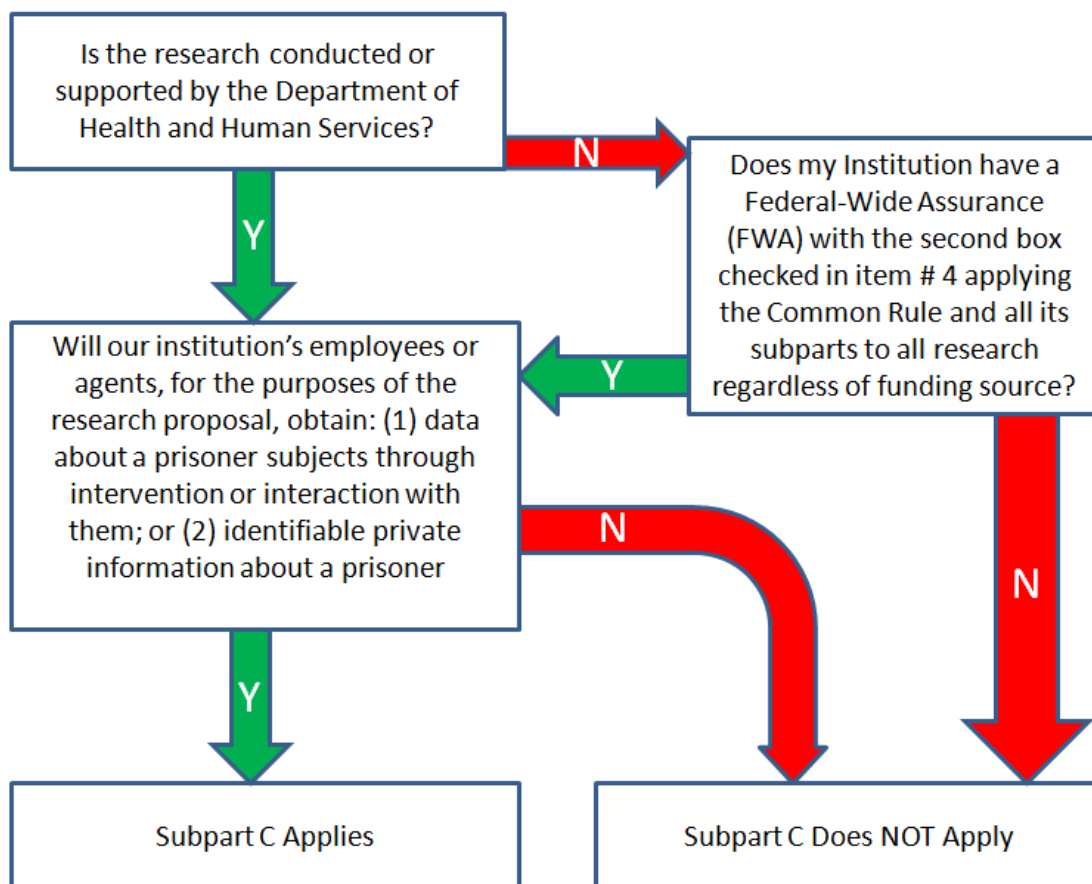 Is the research conducted or
supported by the Department of
Health and Human Services?
N
Does my Institution have a
Federal-Wide Assurance
(FWA) with the second box
checked in item # 4 applying
the Common Rule and all its
subparts to all research
regardless of funding source?
Y
Will our institution's employees or
agents, for the purposes of the
research proposal, obtain: (1) data
about a prisoner subjects through
intervention or interaction with
them; or (2) identifiable private
information about a prisoner
Y
N
N
Y
Subpart C Applies
Subpart C Does NOT Apply